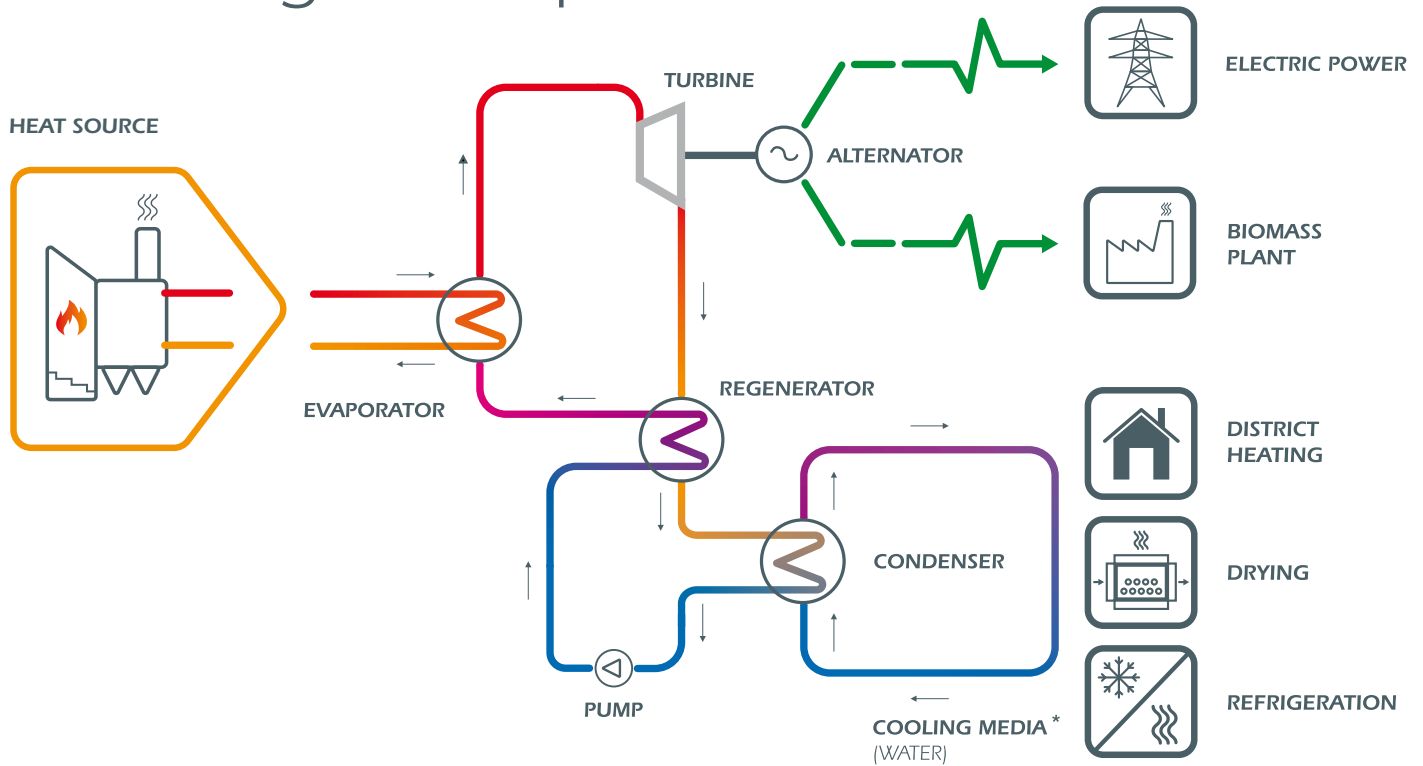 HEAT SOURCE
TURBINE
ALTERNATOR
ELECTRIC POWER
BIOMASS
PLANT
EVAPORATOR
REGENERATOR
DISTRICT
HEATING
CONDENSER
DRYING
PUMP
COOLING MEDIA *
(WATER)
REFRIGERATION